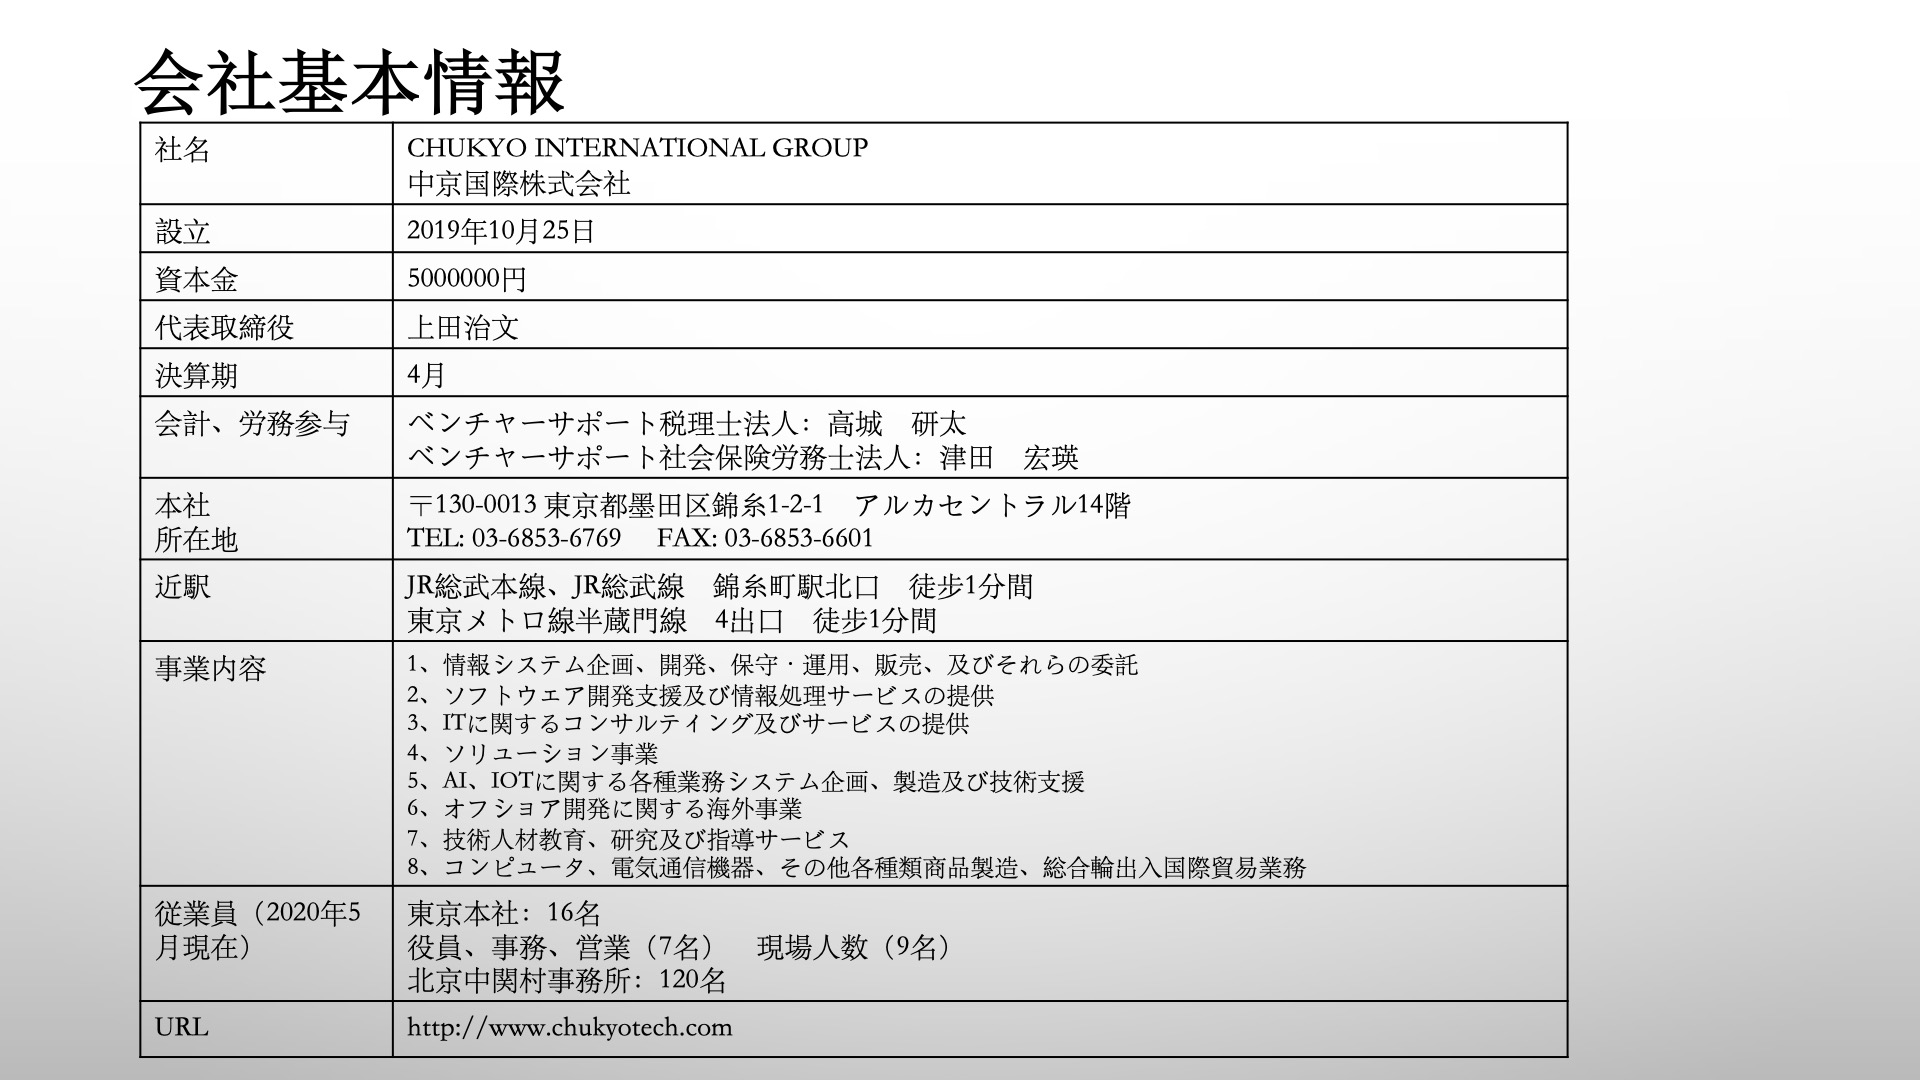 会社基本情報
社名
CHUKYO INTERNATIONAL GROUP
中京国際株式会社
設立
2019年10月25日
資本金
5000000円
代表取締役
上田治文
決算期
4月
会計、労務参与
ベンチャーサポート税理士法人：高城　研太
ベンチャーサポート社会保険労務士法人：津田　宏瑛
本社
所在地
〒130-0013 東京都墨田区錦糸1-2-1　アルカセントラル14階
TEL: 03-6853-6769　FAX: 03-6853-6601
近駅
JR総武本線、JR総武線　錦糸町駅北口　徒歩1分間
東京メトロ線半蔵門線　4出口　徒歩1分間
事業内容
1、情報システム企画、開発、保守・運用、販売、及びそれらの委託
2、ソフトウェア開発支援及び情報処理サービスの提供
3、ITに関するコンサルテイング及びサービスの提供
4、ソリューション事業
5、AI、IOTに関する各種業務システム企画、製造及び技術支援
6、オフショア開発に関する海外事業
7、技術人材教育、研究及び指導サービス
8、コンピュータ、電気通信機器、その他各種類商品製造、総合輸出入国際貿易業務
従業員（2020年5
月現在）
東京本社：16名
役員、事務、営業（7名）　現場人数（9名）
北京中関村事務所：120名
URL
http://www.chukyotech.com